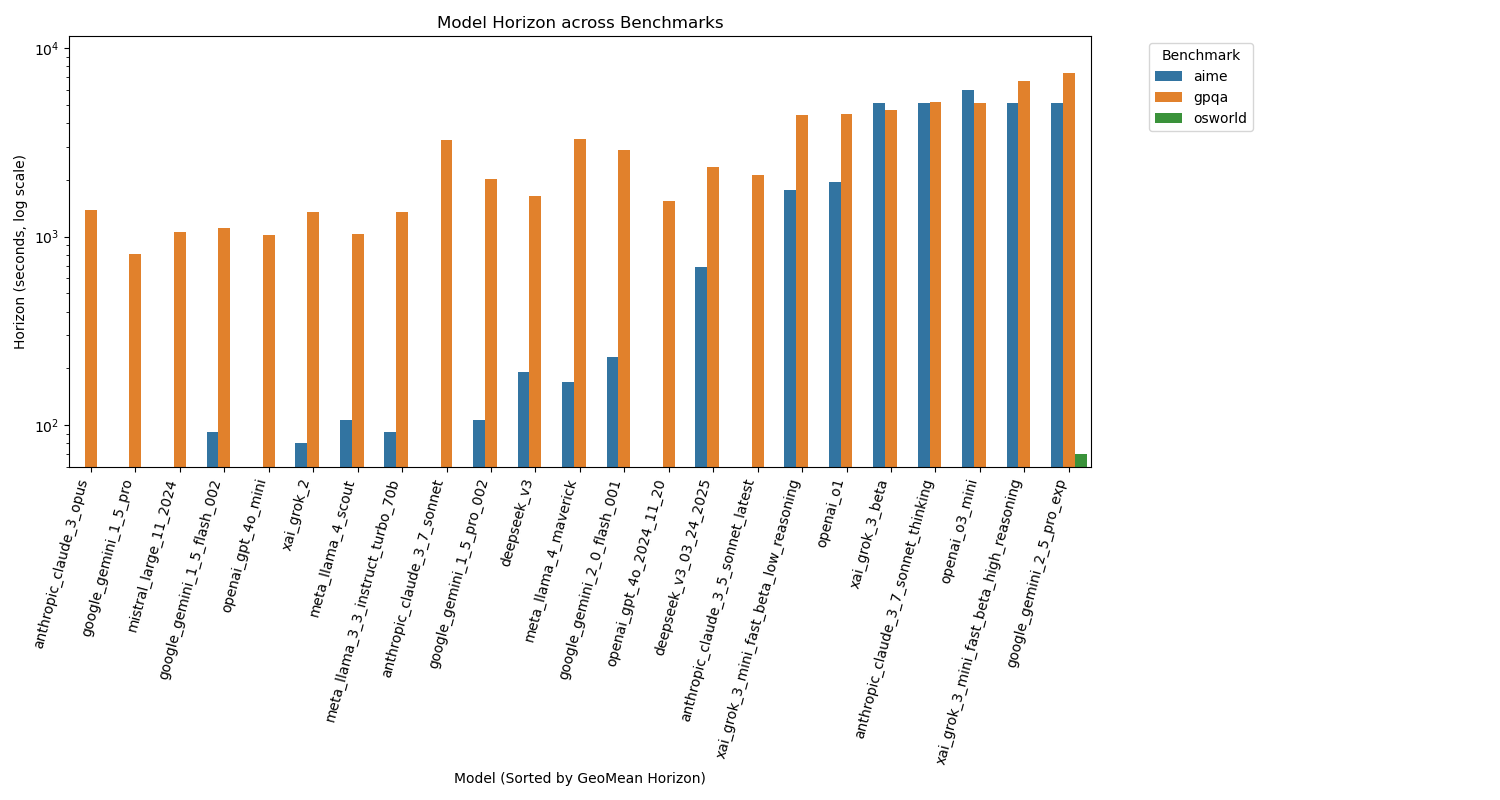 Model Horizon across Benchmarks
Horizon (seconds, log scale)
10^4
10^3
10^2
Benchmark
aime
gpqa
osworld
anthropic_claude_3_opus
google_gemini_1_5_pro
mistral_large_11_2024
google_gemini_1_5_flash_002
openai_gpt_4o_mini
xai_grok_2
meta_llama_4_scout
meta_llama_3_3_instruct_turbo_70b
anthropic_claude_3_7_sonnet
google_gemini_1_5_pro_002
deepseek_v3
meta_llama_4_maverick
google_gemini_2_0_flash_001
openai_gpt_4o_2024_11_20
deepseek_v3_03_24_2025
anthropic_claude_3_5_sonnet_latest
xai_grok_3_mini_fast_beta_low_reasoning
openai_o1
xai_grok_3_beta
anthropic_claude_3_7_sonnet_thinking
openai_o3_mini
xai_grok_3_mini_fast_beta_high_reasoning
google_gemini_2_5_pro_exp
Model (Sorted by GeoMean Horizon)